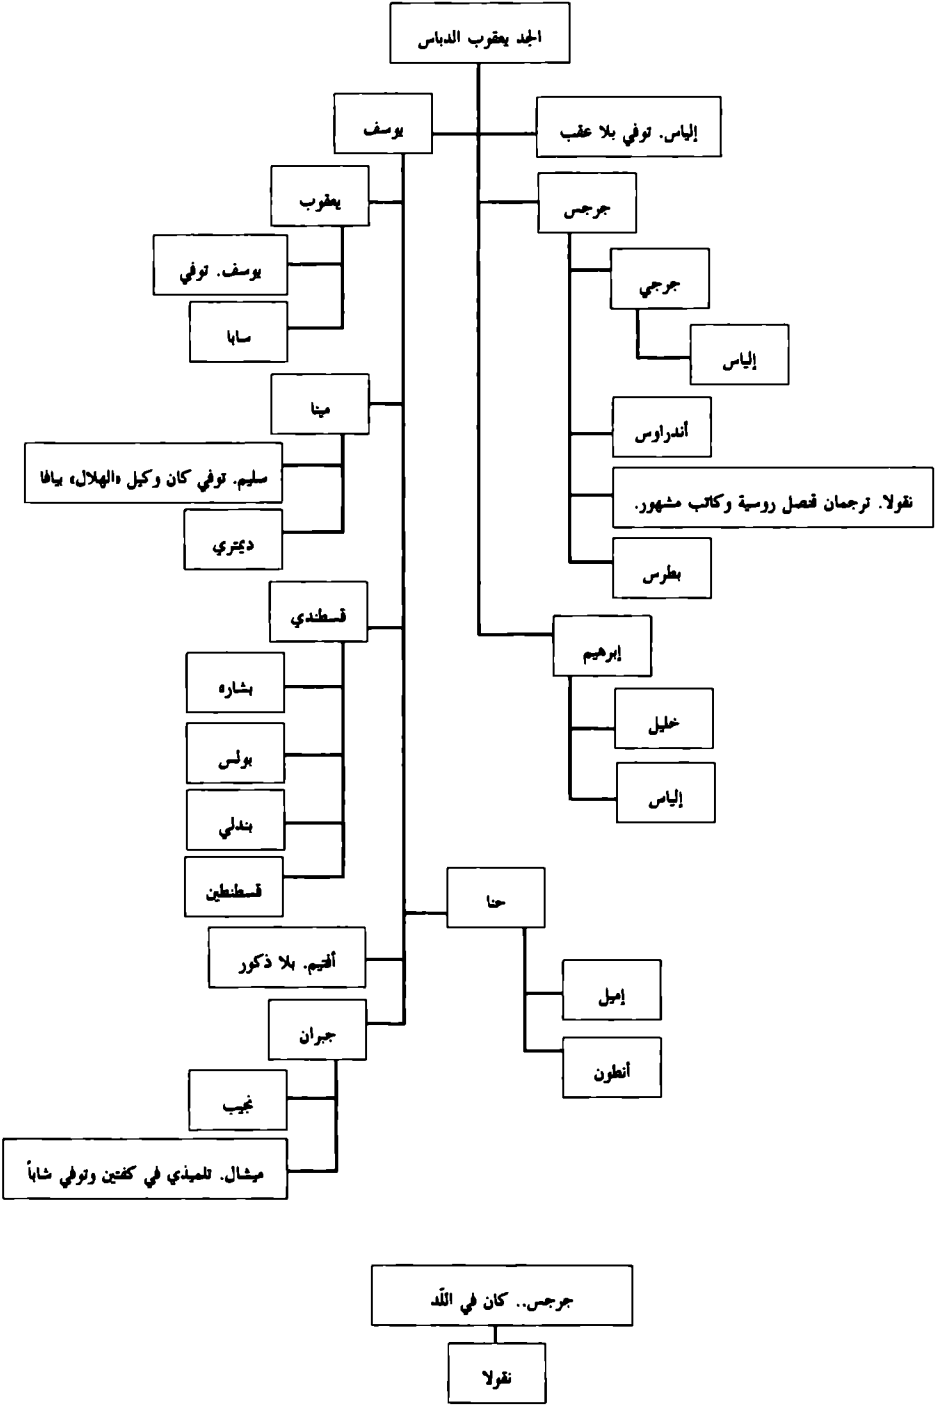 الجد يعقوب الدباس
إلياس. توفي بلا عقب
جرجس
جرجي
إلياس
أندراوس
نقولا. ترجمان قنصل روسية وكاتب مشهور.
بطرس
إبرهيم
خليل
إلياس
يوسف
يعقوب
يوسف. توفي
سابا
مينا
سليم. توفي كان وكيل «الهلال» بيافا
ديمتري
قسطندي
بشاره
بولس
بندلي
قسطنطين
حنا
إميل
أنطون
أفتيم. بلا ذكور
جبران
نجيب
ميشال. تلميذي في كفتين وتوفي شاباً
جرجس.. كان في اللّد
نقولا